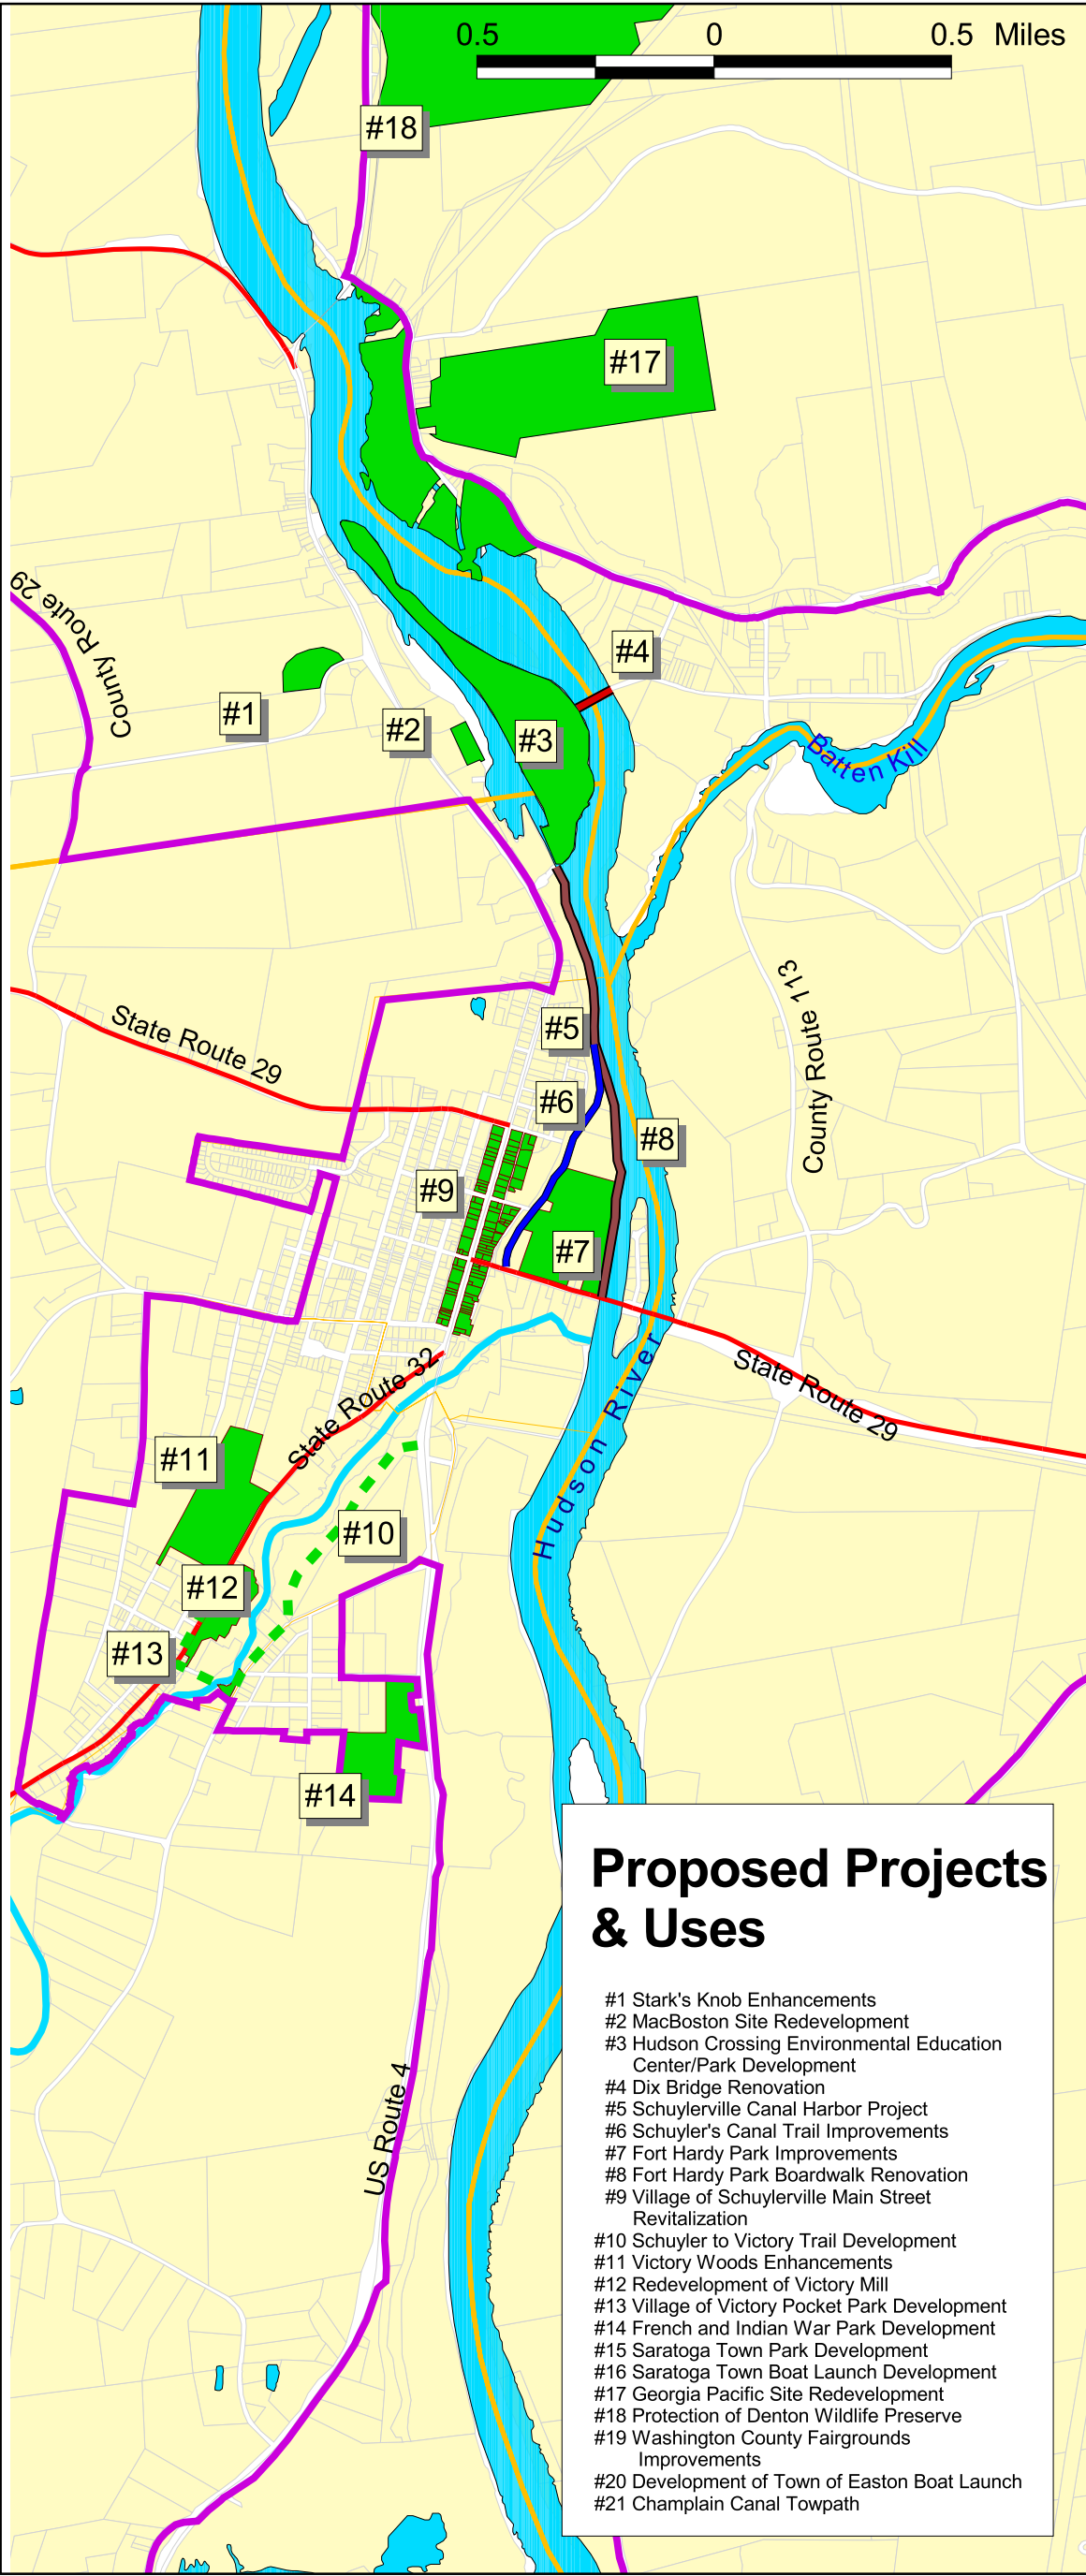 0.5 0 0.5 Miles
#18
#17
County Route 29
#4
#1
#2
#3
Batten Kill
State Route 29
#5
County Route 113
#6
#8
#9
#7
State Route 32
State Route 29
Hudson River
#11
#10
#12
#13
#14
US Route 4
Proposed Projects
& Uses
#1 Stark's Knob Enhancements
#2 MacBoston Site Redevelopment
#3 Hudson Crossing Environmental Education
Center/Park Development
#4 Dix Bridge Renovation
#5 Schuylerville Canal Harbor Project
#6 Schuyler's Canal Trail Improvements
#7 Fort Hardy Park Improvements
#8 Fort Hardy Park Boardwalk Renovation
#9 Village of Schuylerville Main Street
Revitalization
#10 Schuyler to Victory Trail Development
#11 Victory Woods Enhancements
#12 Redevelopment of Victory Mill
#13 Village of Victory Pocket Park Development
#14 French and Indian War Park Development
#15 Saratoga Town Park Development
#16 Saratoga Town Boat Launch Development
#17 Georgia Pacific Site Redevelopment
#18 Protection of Denton Wildlife Preserve
#19 Washington County Fairgrounds
Improvements
#20 Development of Town of Easton Boat Launch
#21 Champlain Canal Towpath